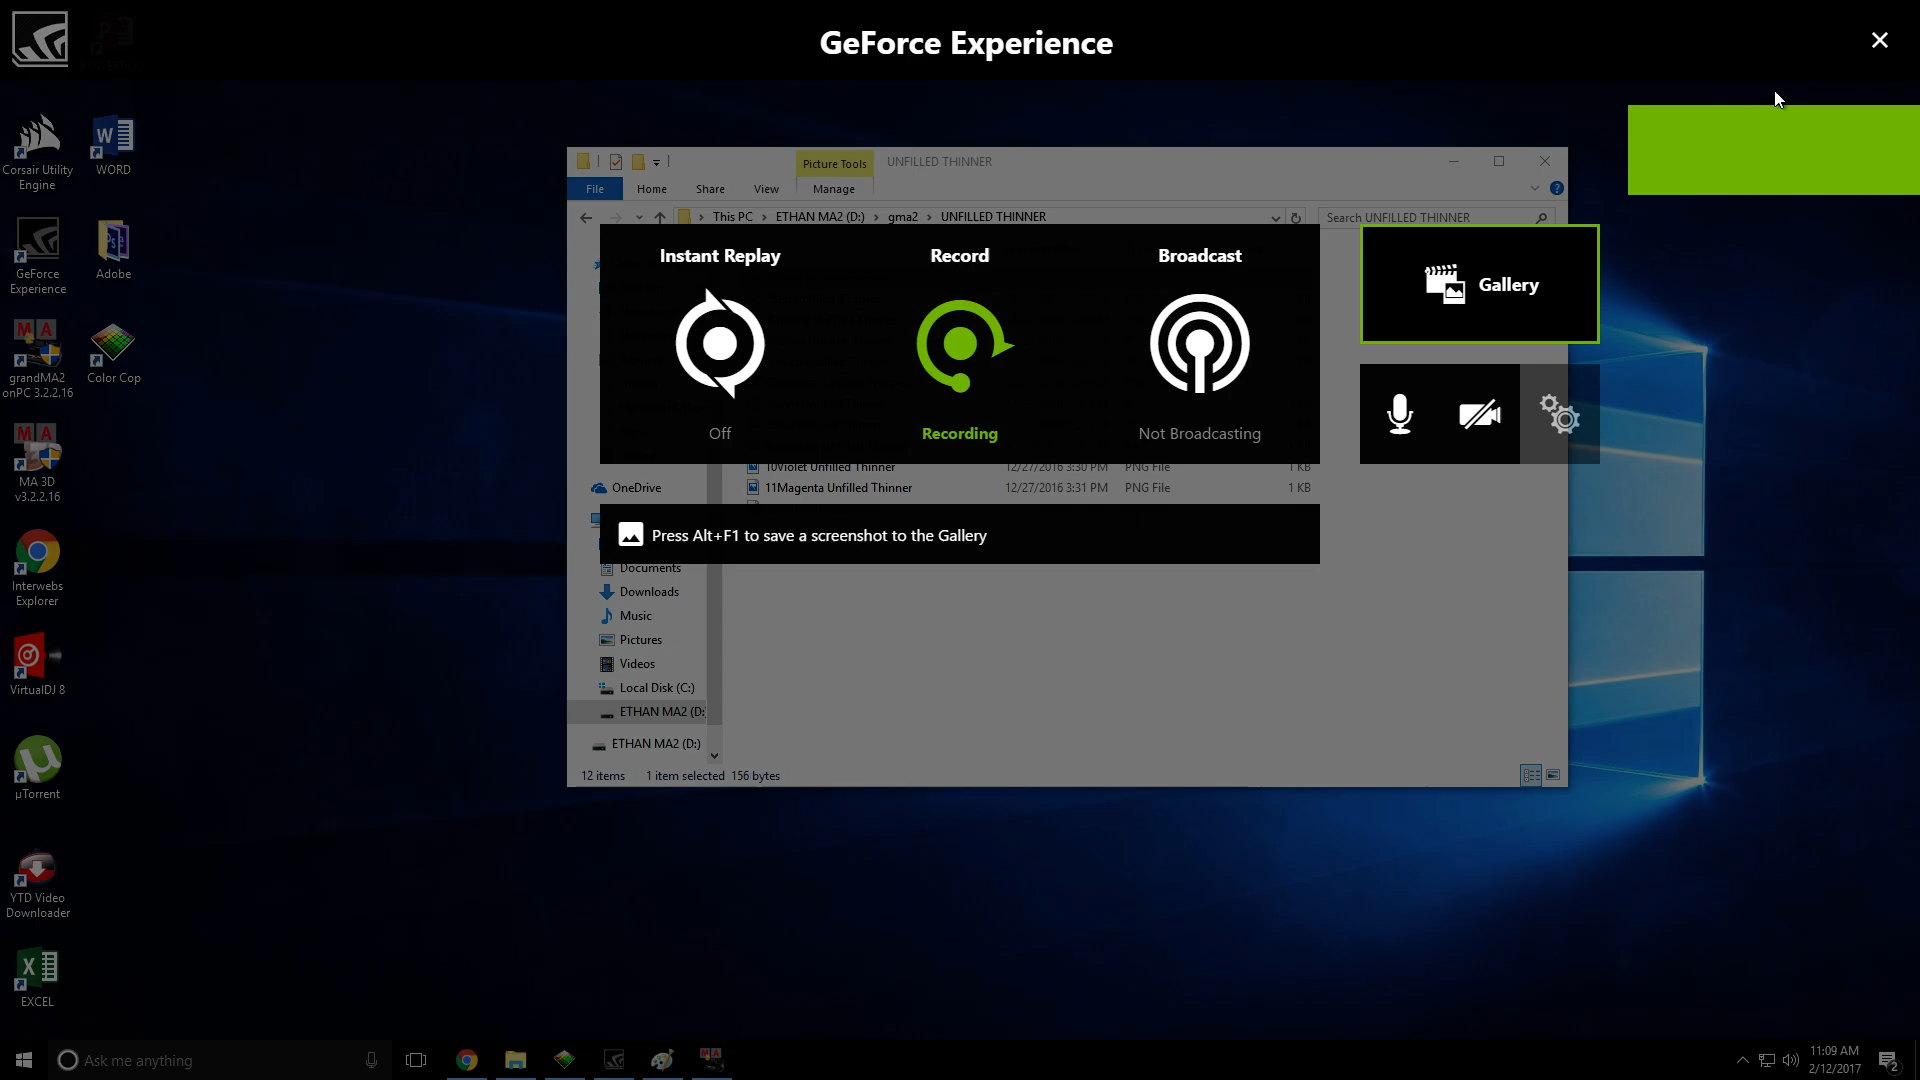 GeForce Experience
Corsair Utility
Engine
WORD
GeForce
Experience
Adobe
grandMA2
onPC 3.2.2.16
Color Cop
MA 3D
v3.2.2.16
Interwebs
Explorer
VirtualDJ 8
µTorrent
YTD Video
Downloader
EXCEL
Picture Tools
UNFILLED THINNER
File
Home
Share
View
Manage
This PC
ETHAN MA2 (D:)
gma2
UNFILLED THINNER
Search UNFILLED THINNER
Instant Replay
Off
Record
Recording
Broadcast
Not Broadcasting
Gallery
10Violet Unfilled Thinner 12/27/2016 3:30 PM PNG File 1 KB
OneDrive
11Magenta Unfilled Thinner 12/27/2016 3:31 PM PNG File 1 KB
Press Alt+F1 to save a screenshot to the Gallery
Documents
Downloads
Music
Pictures
Videos
Local Disk (C:)
ETHAN MA2 (D:
ETHAN MA2 (D:)
12 items 1 item selected 156 bytes
Ask me anything
11:09 AM
2/12/2017
2